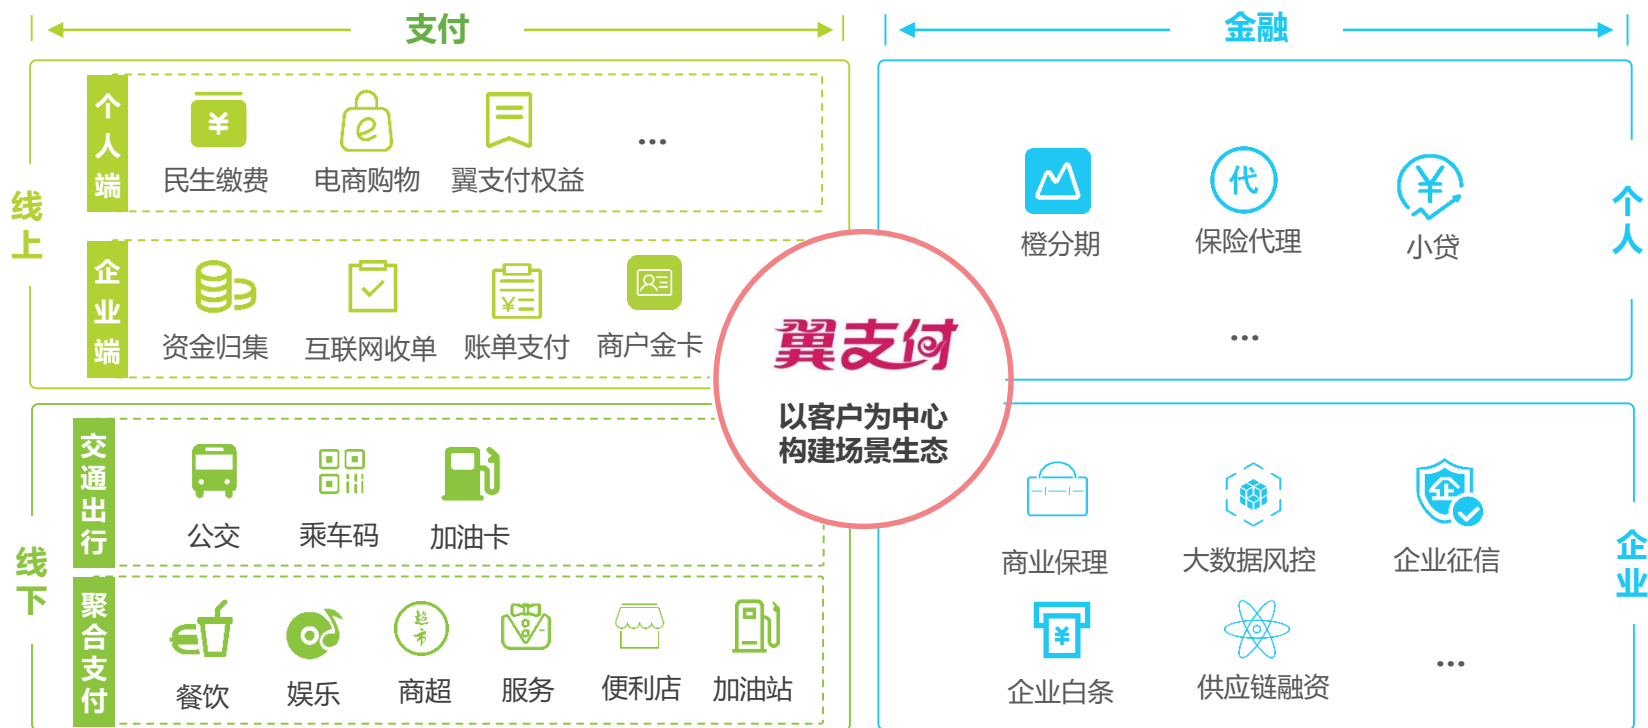 支付
金融
线上
个人端
民生缴费
电商购物
翼支付权益
...
企业端
资金归集
互联网收单
账单支付
商户金卡
线下
交通出行
公交
乘车码
加油卡
聚合支付
餐饮
娱乐
超市
商超
服务
便利店
加油站
翼支付
以客户为中心
构建场景生态
个人
橙分期
代
保险代理
小贷
...
企业
商业保理
大数据风控
企
企业征信
企业白条
供应链融资
...